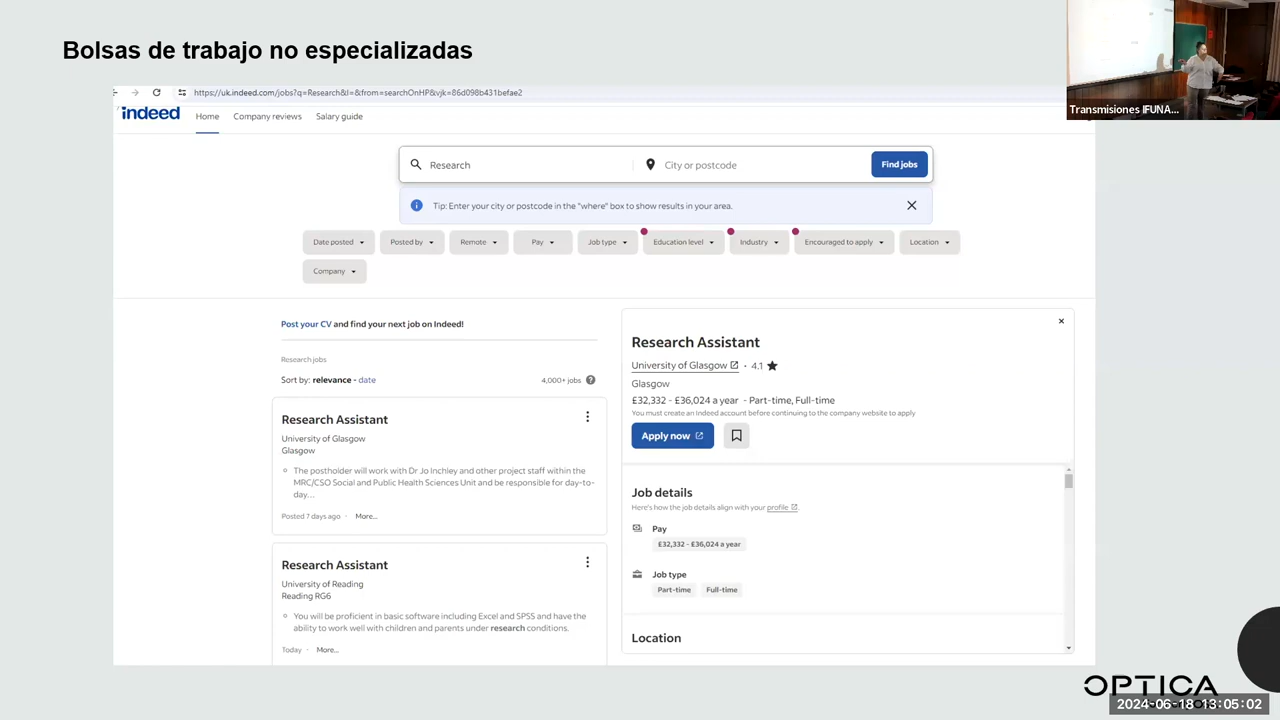 Bolsas de trabajo no especializadas
Transmisiones IFUNA...
https://uk.indeed.com/jobs?q=Research&l=&from=searchOnHP&vjk=86d098b431befae2
indeed
Home
Company reviews
Salary guide
Research
City or postcode
Find jobs
Tip: Enter your city or postcode in the "where" box to show results in your area.
Date posted
Posted by
Remote
Pay
Job type
Education level
Industry
Encouraged to apply
Location
Company
Post your CV and find your next job on Indeed!
Research jobs
Sort by: relevance - date
4,000+ jobs
Research Assistant
University of Glasgow
Glasgow
The postholder will work with Dr Jo Inchley and other project staff within the
MRC/CSO Social and Public Health Sciences Unit and be responsible for day-to-
day...
Posted 7 days ago · More...
Research Assistant
University of Reading
Reading RG6
You will be proficient in basic software including Excel and SPSS and have the
ability to work well with children and parents under research conditions.
Today · More...
Research Assistant
University of Glasgow · 4.1
Glasgow
£32,332 - £36,024 a year - Part-time, Full-time
You must create an Indeed account before continuing to the company website to apply
Apply now
Job details
Here's how the job details align with your profile.
Pay
£32,332 - £36,024 a year
Job type
Part-time
Full-time
Location
OPTICA
2024-06-18 13:05:02